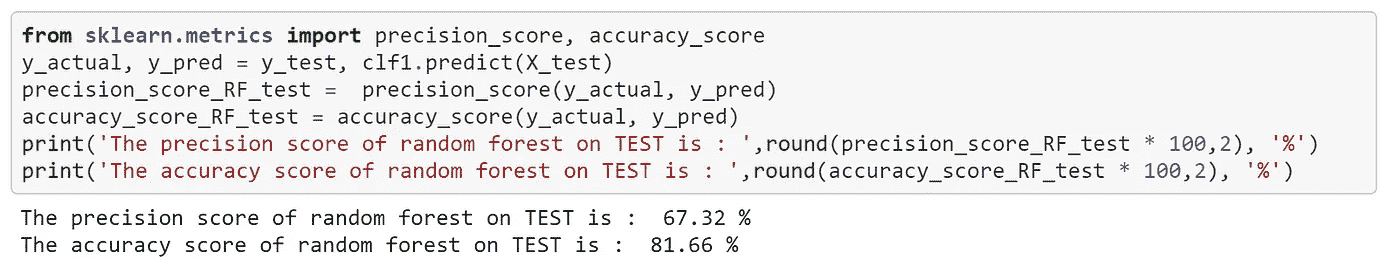 from sklearn.metrics import precision_score, accuracy_score
y_actual, y_pred = y_test, clf1.predict(X_test)
precision_score_RF_test =  precision_score(y_actual, y_pred)
accuracy_score_RF_test = accuracy_score(y_actual, y_pred)
print('The precision score of random forest on TEST is : ',round(precision_score_RF_test * 100,2), '%')
print('The accuracy score of random forest on TEST is : ',round(accuracy_score_RF_test * 100,2), '%')
The precision score of random forest on TEST is :  67.32 %
The accuracy score of random forest on TEST is :  81.66 %